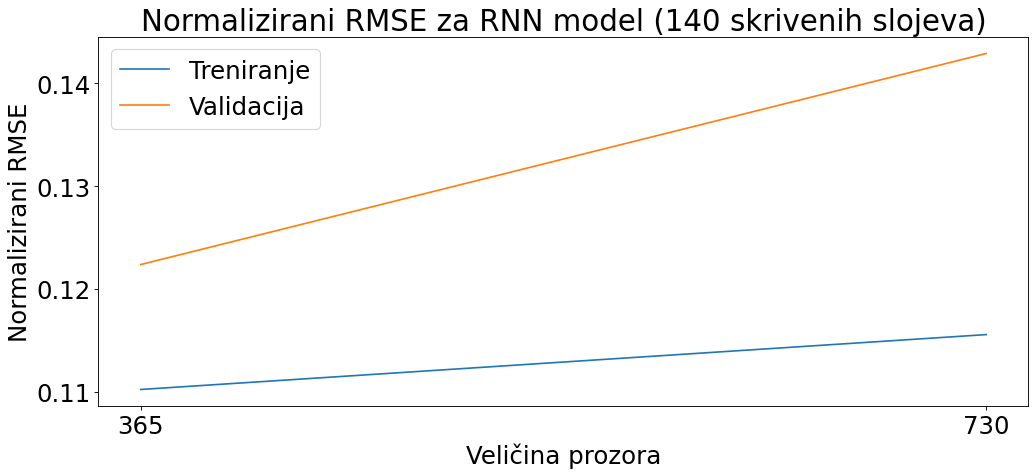 Normalizirani RMSE za RNN model (140 skrivenih slojeva)
Treniranje
Validacija
Normalizirani RMSE
0.14
0.13
0.12
0.11
365
730
Veličina prozora